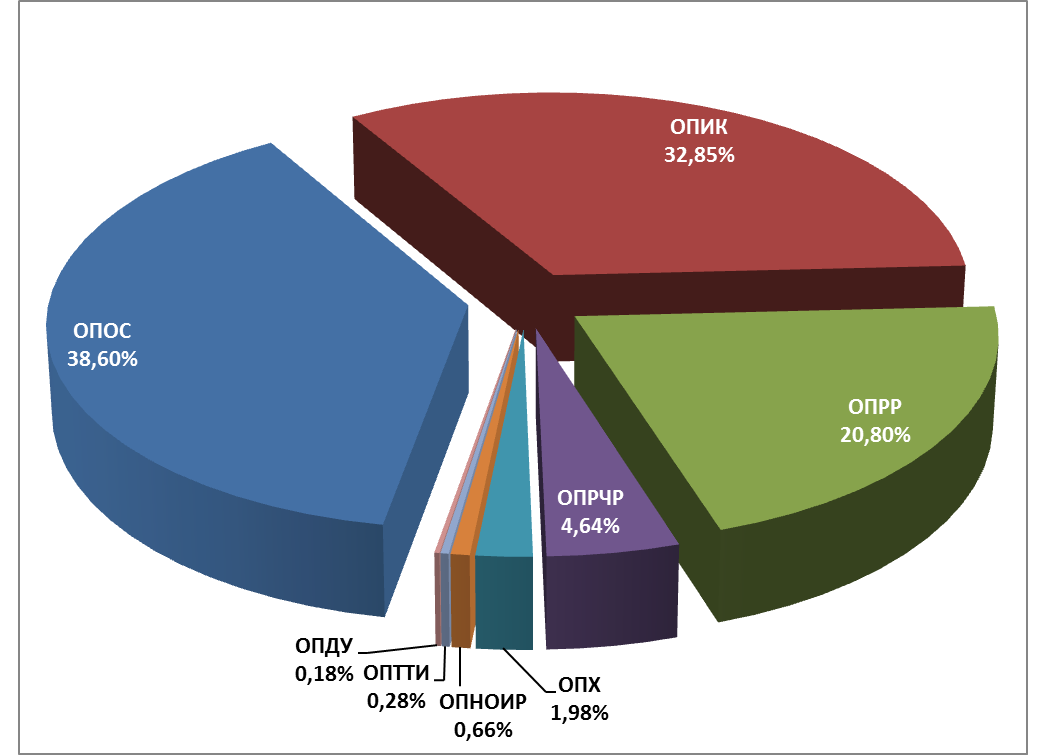 ОПИК
32,85%
ОПОС
38,60%
ОПРР
20,80%
ОПРЧР
4,64%
ОПДУ
0,18%
ОПТТИ
0,28%
ОПНОИР
0,66%
ОПХ
1,98%